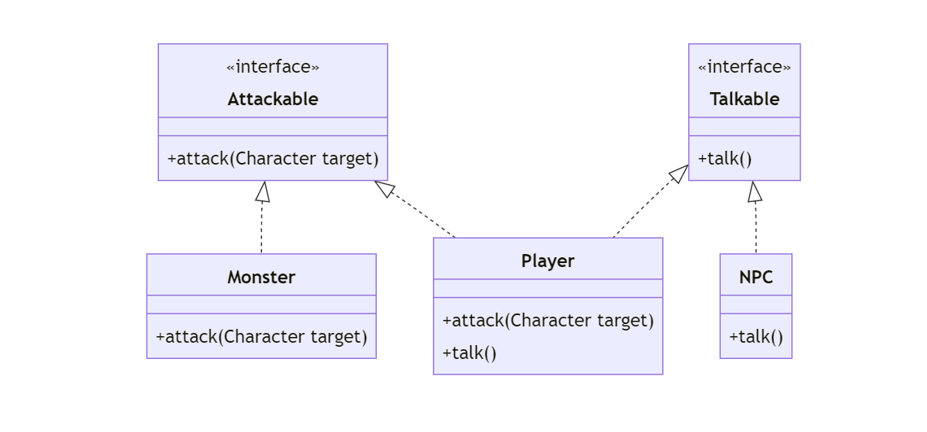 «interface»
Attackable
+attack(Character target)
«interface»
Talkable
+talk()
Monster
+attack(Character target)
Player
+attack(Character target)
+talk()
NPC
+talk()